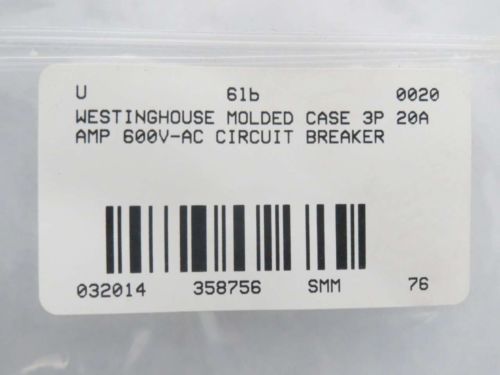 U 61b 0020
WESTINGHOUSE MOLDED CASE 3P 20A
AMP 600V-AC CIRCUIT BREAKER
032014 358756 SMM 76